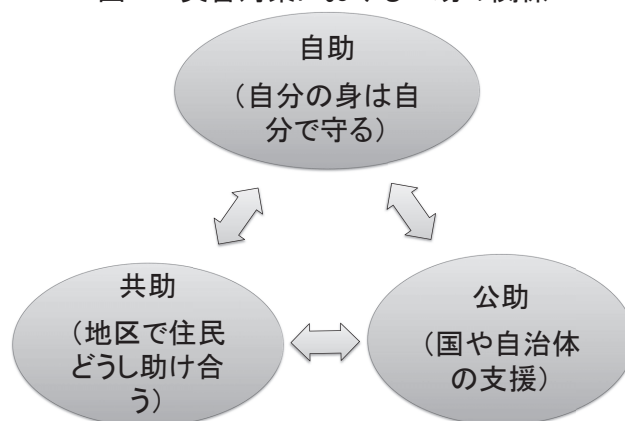 自助
(自分の身は自
分で守る)
共助
(地区で住民
どうし助け合
う)
公助
(国や自治体
の支援)